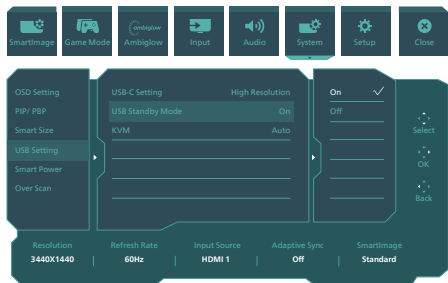 ambiglow
SmartImage Game Mode Ambiglow Input Audio System Setup Close
OSD Setting
PIP/ PBP
Smart Size
USB Setting
Smart Power
Over Scan
USB-C Setting High Resolution
USB Standby Mode On
KVM Auto
On
Off
Select
OK
Back
Resolution Refresh Rate Input Source Adaptive Sync SmartImage
3440X1440 | 60Hz | HDMI 1 | Off | Standard